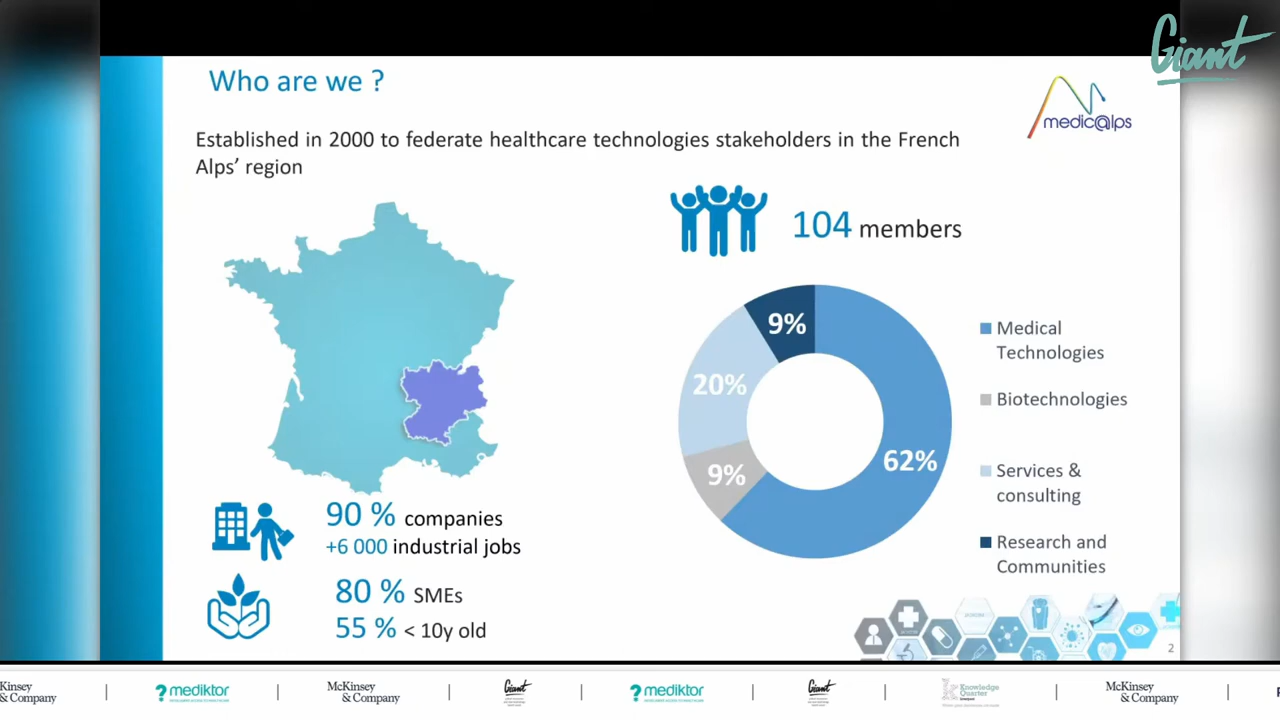 Giant
Who are we ?
medic@lps
Established in 2000 to federate healthcare technologies stakeholders in the French
Alps’ region
104 members
9%
20%
9%
62%
Medical
Technologies
Biotechnologies
Services &
consulting
Research and
Communities
90 % companies
+6 000 industrial jobs
80 % SMEs
55 % < 10y old
2
Kinsey
& Company
mediktor
McKinsey
& Company
Giant
mediktor
Giant
Knowledge
Quarter
McKinsey
& Company